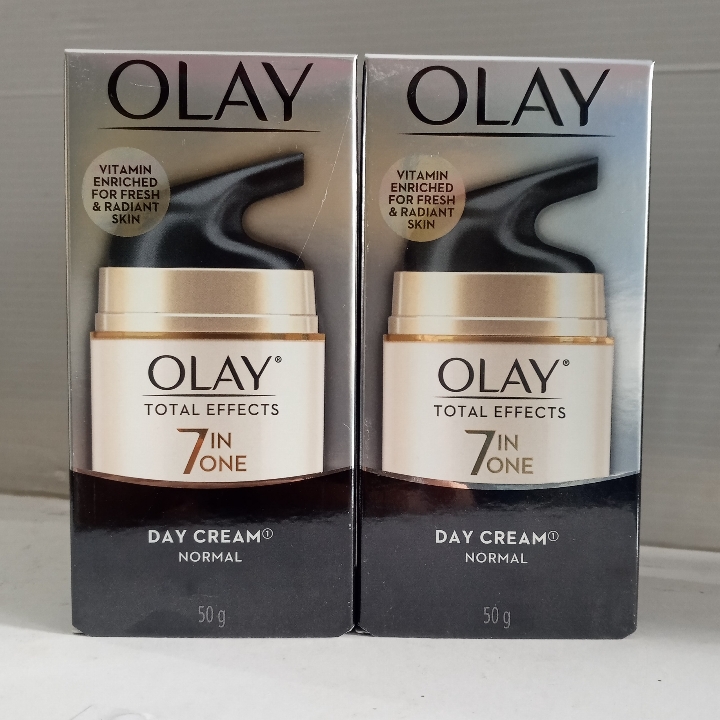 OLAY
VITAMIN
ENRICHED
FOR FRESH
& RADIANT
SKIN
OLAY®
TOTAL EFFECTS
7 IN
ONE
DAY CREAM①
NORMAL
50 g
OLAY
VITAMIN
ENRICHED
FOR FRESH
& RADIANT
SKIN
OLAY®
TOTAL EFFECTS
7 IN
ONE
DAY CREAM①
NORMAL
50 g